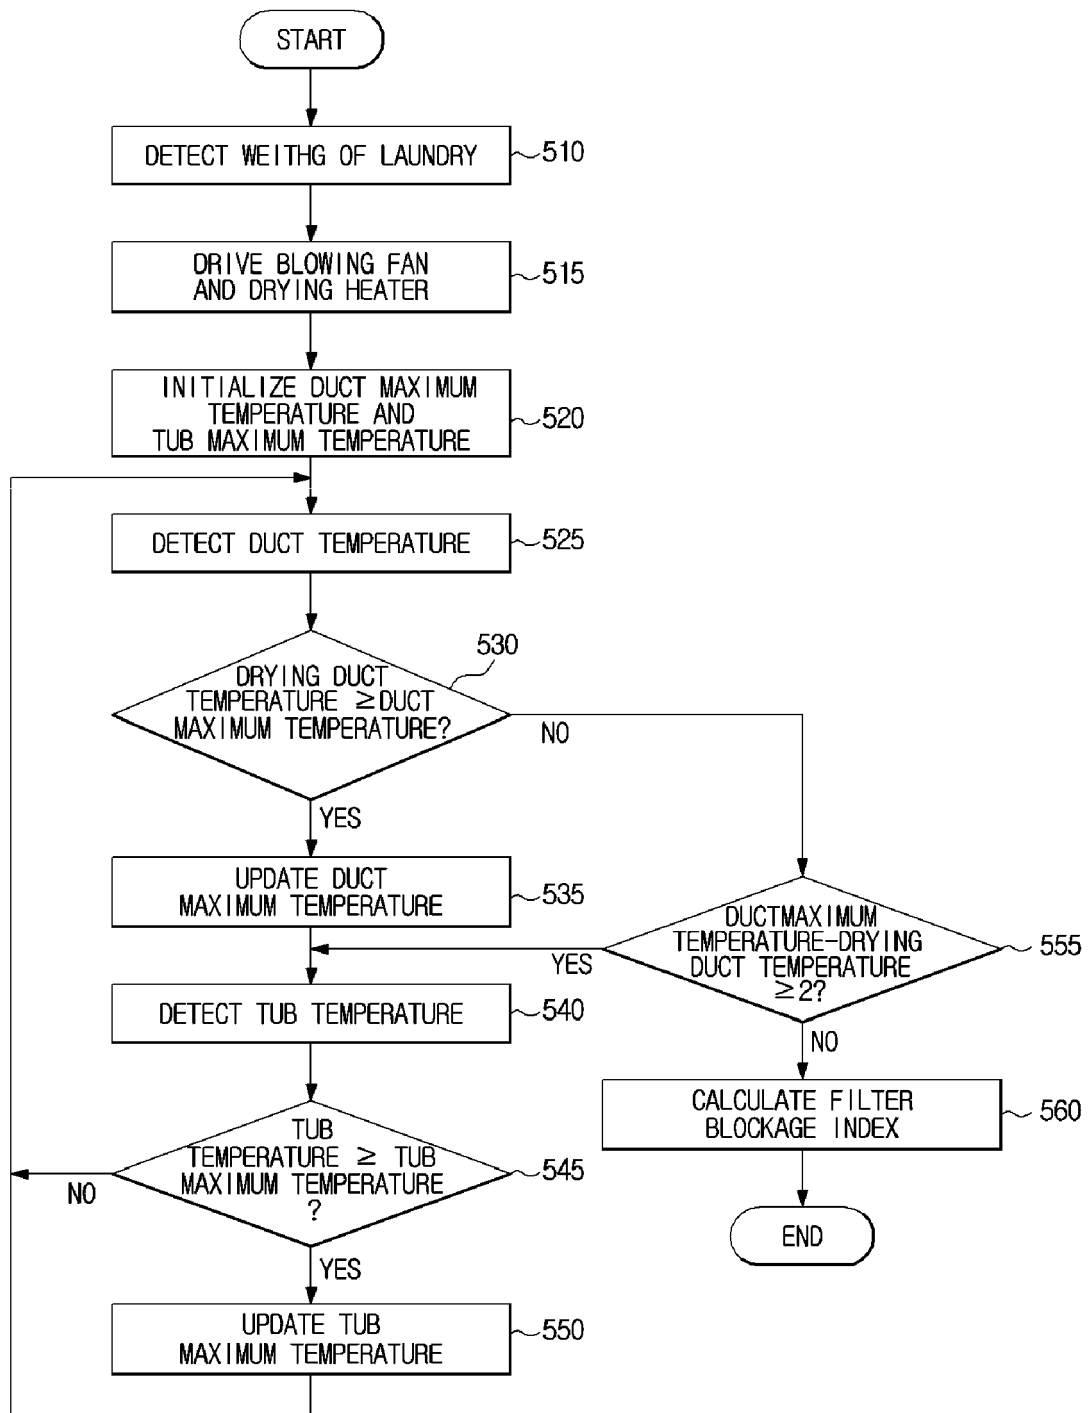 START
DETECT WEITHG OF LAUNDRY
510
DRIVE BLOWING FAN
AND DRYING HEATER
515
INITIALIZE DUCT MAXIMUM
TEMPERATURE AND
TUB MAXIMUM TEMPERATURE
520
DETECT DUCT TEMPERATURE
525
530
DRYING DUCT
TEMPERATURE ≥DUCT
MAXIMUM TEMPERATURE?
NO
YES
UPDATE DUCT
MAXIMUM TEMPERATURE
535
DUCTMAXIMUM
TEMPERATURE-DRYING
DUCT TEMPERATURE
≥2?
555
YES
NO
DETECT TUB TEMPERATURE
540
CALCULATE FILTER
BLOCKAGE INDEX
560
TUB
TEMPERATURE ≥ TUB
MAXIMUM TEMPERATURE
?
545
NO
YES
END
UPDATE TUB
MAXIMUM TEMPERATURE
550